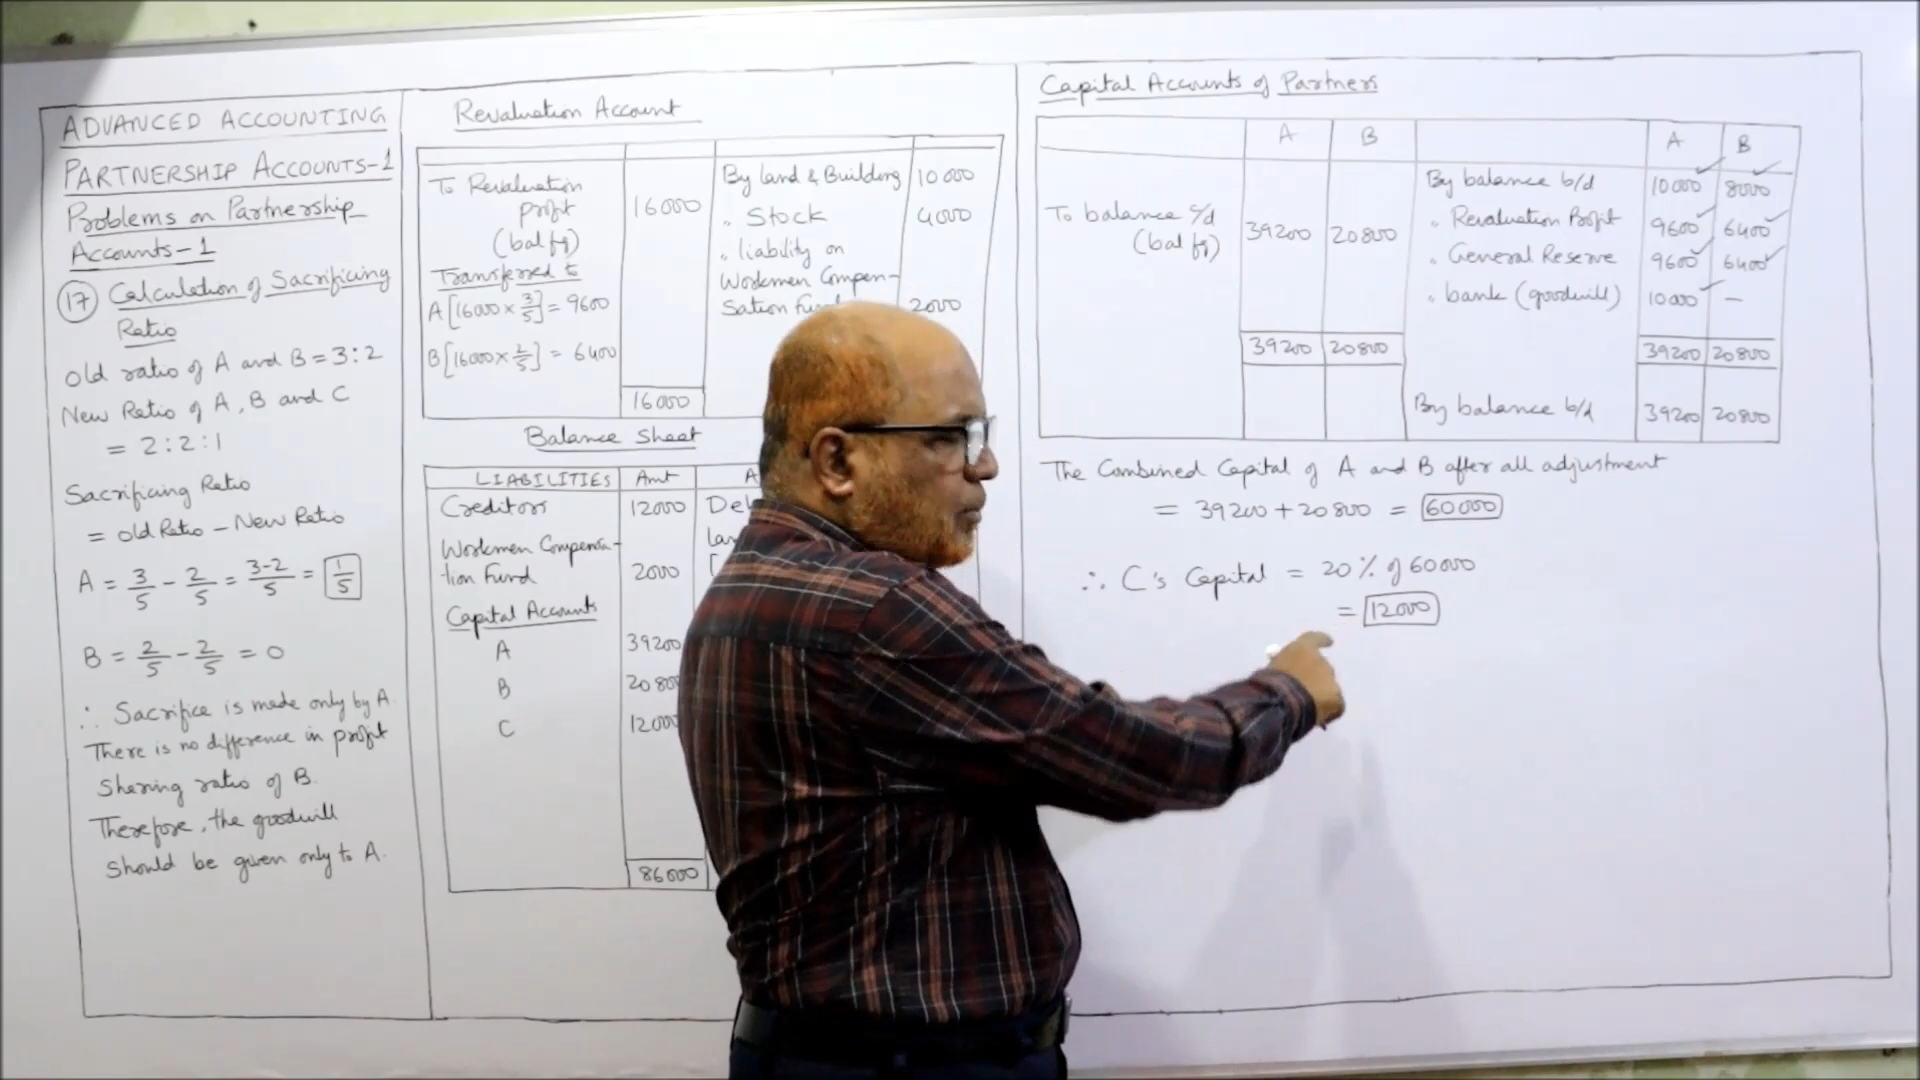 ADVANCED ACCOUNTING
PARTNERSHIP ACCOUNTS-1
Problems on Partnership
Accounts-1
17 Calculation of Sacrificing
Ratio
Old ratio of A and B = 3:2
New Ratio of A, B and C
= 2:2:1
Sacrificing Ratio
= Old Ratio - New Ratio
A = 3/5 - 2/5 = 3-2/5 = 1/5
B = 2/5 - 2/5 = 0
∴ Sacrifice is made only by A.
There is no difference in profit
sharing ratio of B.
Therefore, the goodwill
should be given only to A.
Revaluation Account
To Revaluation profit (bal fig) 16000 By land & Building 10000
Transferred to " Stock 4000
A [16000 × 3/5] = 9600 " liability on
B [16000 × 2/5] = 6400 Workmen Compen-
sation 2000
16000
Balance Sheet
LIABILITIES Amt A
Creditors 12000
Workmen Compensa-
tion Fund 2000
Capital Accounts
A 39200
B 20800
C 12000
86000
Capital Accounts of Partners
A B A B
By balance b/d 10000 8000
To balance c/d (bal fig) 39200 20800 " Revaluation Profit 9600 6400
" General Reserve 9600 6400
" bank (goodwill) 10000 —
39200 20800 39200 20800
By balance b/d 39200 20800
The Combined Capital of A and B after all adjustment
= 39200 + 20800 = 60000
∴ C's Capital = 20% of 60000
= 12000